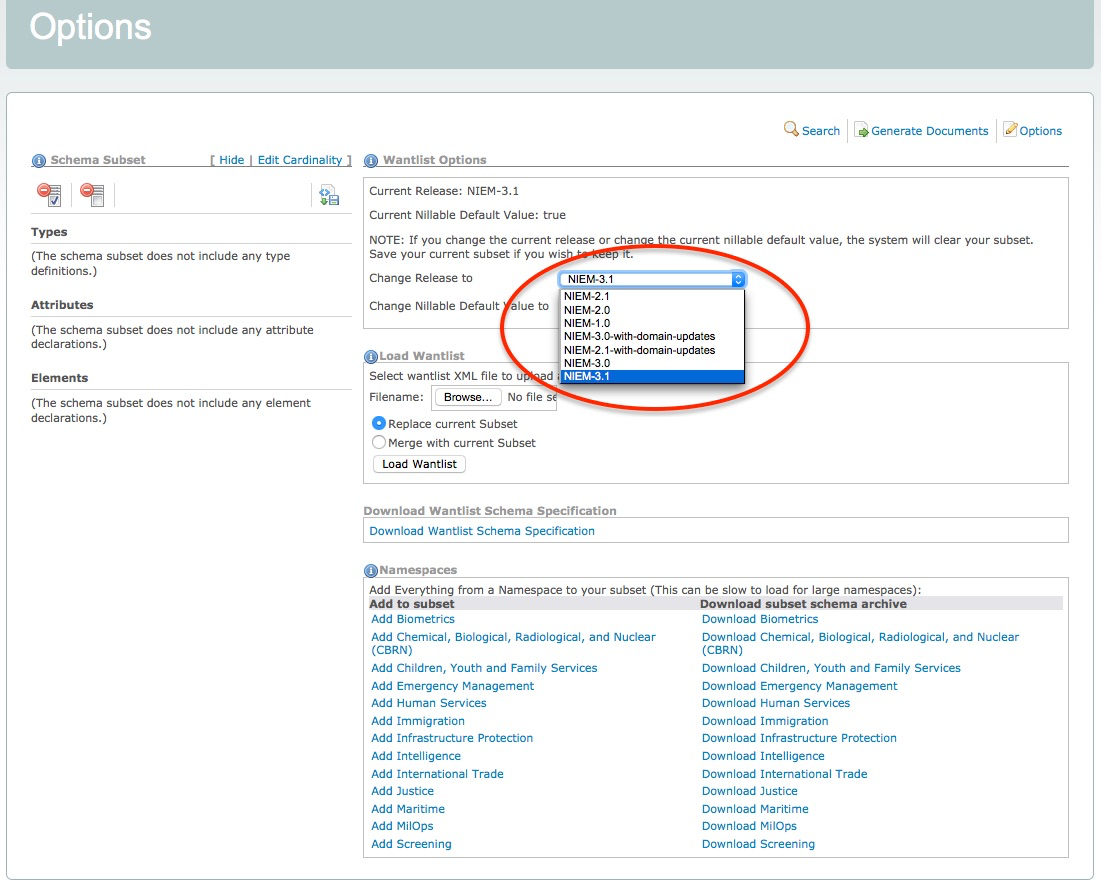 Options
Search
Generate Documents
Options
Schema Subset
[ Hide | Edit Cardinality ]
Types
(The schema subset does not include any type
definitions.)
Attributes
(The schema subset does not include any attribute
declarations.)
Elements
(The schema subset does not include any element
declarations.)
Wantlist Options
Current Release: NIEM-3.1
Current Nillable Default Value: true
NOTE: If you change the current release or change the current nillable default value, the system will clear your subset.
Save your current subset if you wish to keep it.
Change Release to
NIEM-3.1
NIEM-2.1
NIEM-2.0
NIEM-1.0
NIEM-3.0-with-domain-updates
NIEM-2.1-with-domain-updates
NIEM-3.0
NIEM-3.1
Change Nillable Default Value to
Load Wantlist
Select wantlist XML file to upload
Filename: Browse... No file
Replace current Subset
Merge with current Subset
Load Wantlist
Download Wantlist Schema Specification
Download Wantlist Schema Specification
Namespaces
Add Everything from a Namespace to your subset (This can be slow to load for large namespaces):
Add to subset Download subset schema archive
Add Biometrics Download Biometrics
Add Chemical, Biological, Radiological, and Nuclear Download Chemical, Biological, Radiological, and Nuclear
(CBRN) (CBRN)
Add Children, Youth and Family Services Download Children, Youth and Family Services
Add Emergency Management Download Emergency Management
Add Human Services Download Human Services
Add Immigration Download Immigration
Add Infrastructure Protection Download Infrastructure Protection
Add Intelligence Download Intelligence
Add International Trade Download International Trade
Add Justice Download Justice
Add Maritime Download Maritime
Add MilOps Download MilOps
Add Screening Download Screening